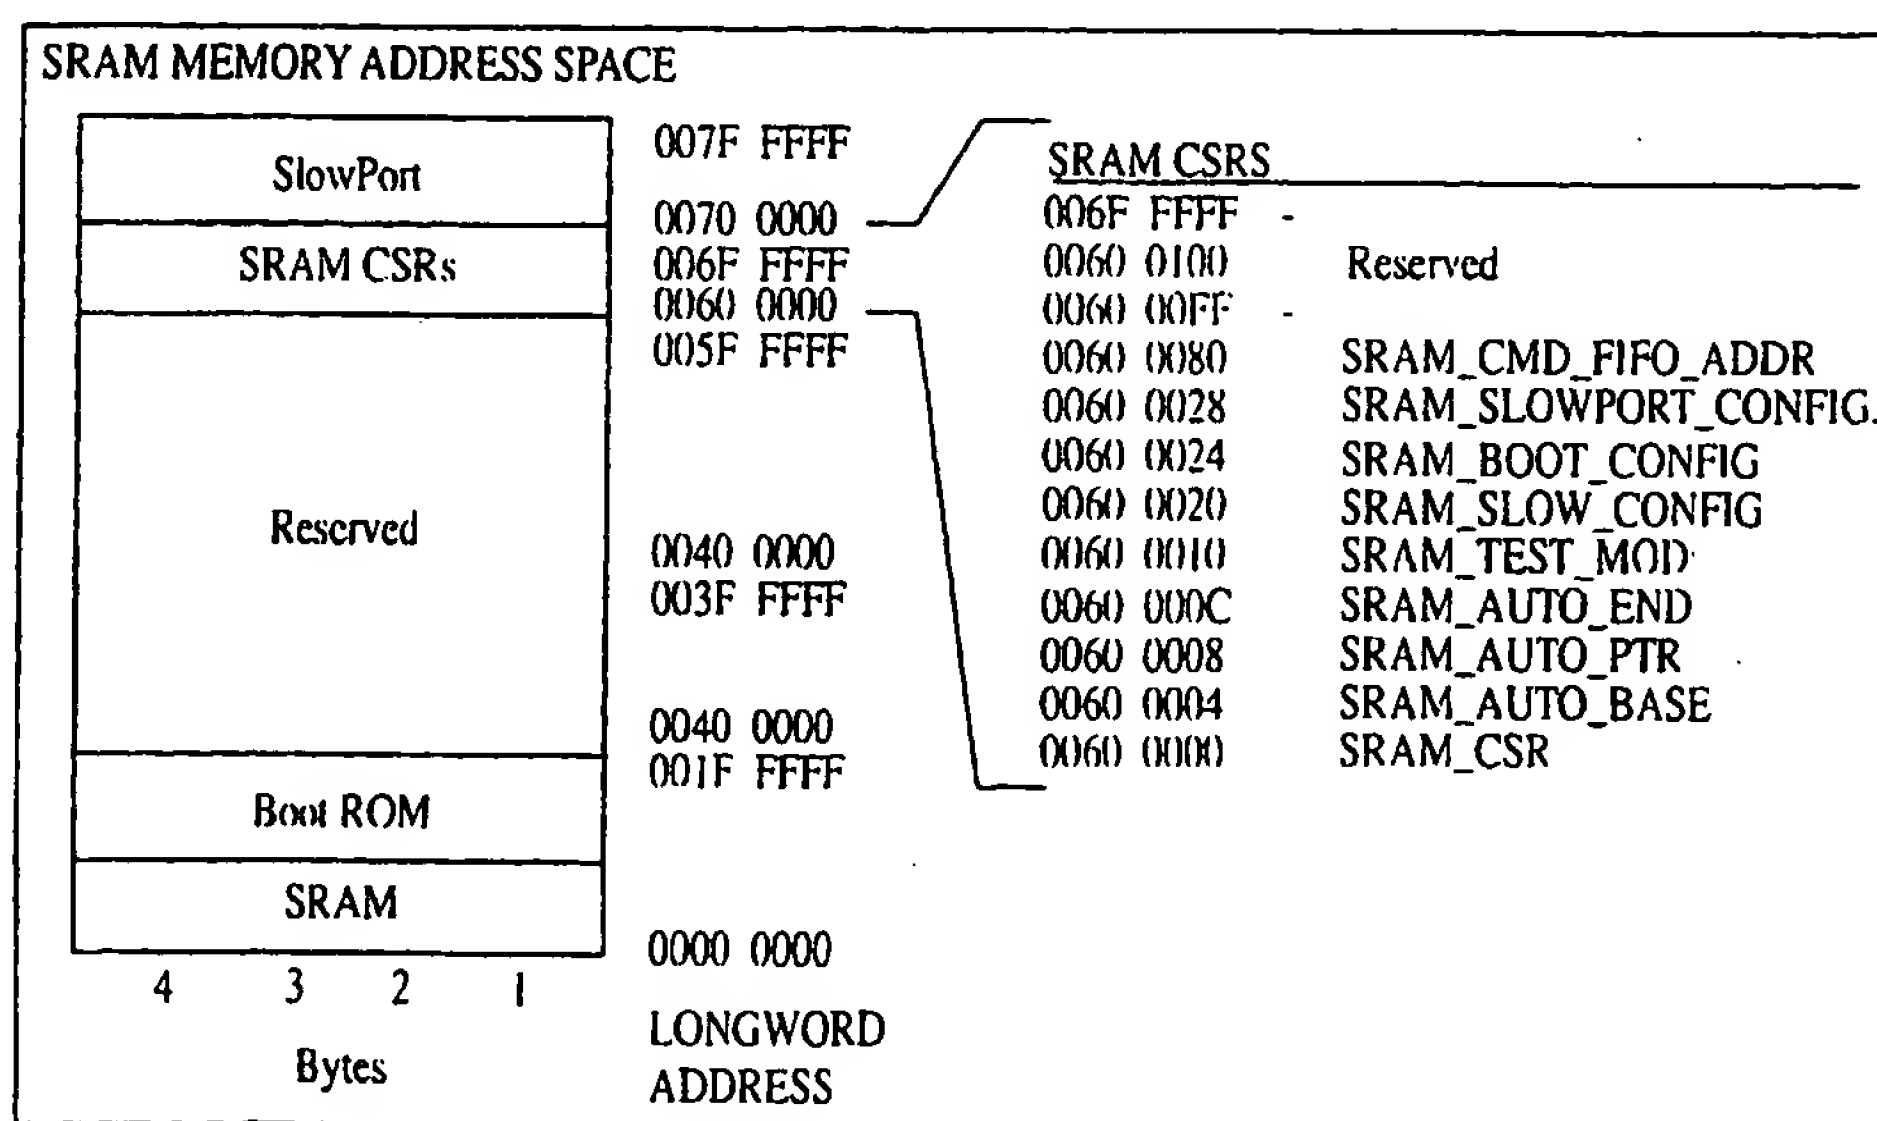 SRAM MEMORY ADDRESS SPACE
SlowPort
SRAM CSRs
Reserved
Boot ROM
SRAM
4 3 2 1
Bytes
007F FFFF
0070 0000
006F FFFF
0060 0000
005F FFFF
0040 0000
003F FFFF
0040 0000
001F FFFF
0000 0000
LONGWORD
ADDRESS
SRAM CSRS
006F FFFF -
0060 0100 Reserved
0060 00FF -
0060 0080 SRAM_CMD_FIFO_ADDR
0060 0028 SRAM_SLOWPORT_CONFIG
0060 0024 SRAM_BOOT_CONFIG
0060 0020 SRAM_SLOW_CONFIG
0060 0010 SRAM_TEST_MOD
0060 000C SRAM_AUTO_END
0060 0008 SRAM_AUTO_PTR
0060 0004 SRAM_AUTO_BASE
0060 0000 SRAM_CSR